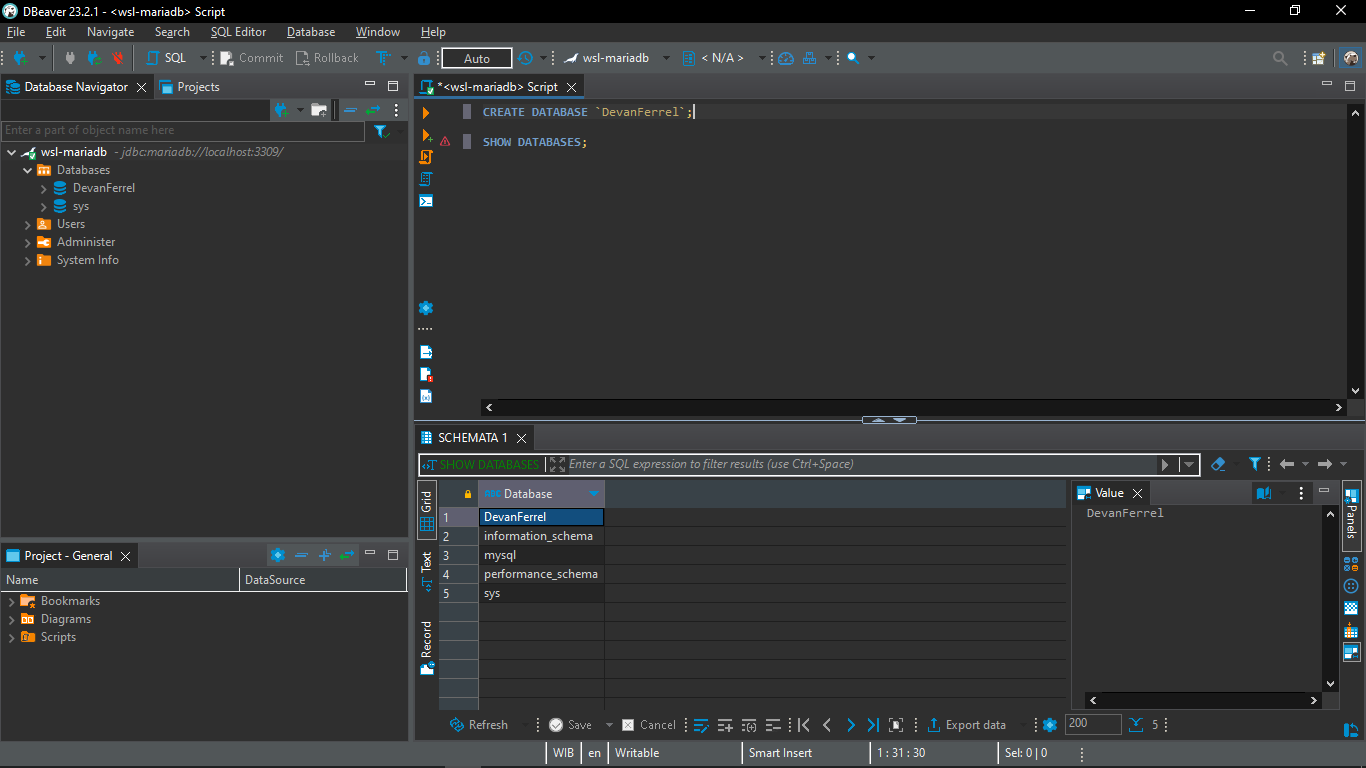 DBeaver 23.2.1 - <wsl-mariadb> Script
File Edit Navigate Search SQL Editor Database Window Help
SQL Commit Rollback Auto wsl-mariadb < N/A >
Database Navigator Projects
Enter a part of object name here
wsl-mariadb - jdbc:mariadb://localhost:3309/
Databases
DevanFerrel
sys
Users
Administer
System Info
Project - General
Name DataSource
Bookmarks
Diagrams
Scripts
*<wsl-mariadb> Script
CREATE DATABASE `DevanFerrel`;
SHOW DATABASES;
SCHEMATA 1
SHOW DATABASES Enter a SQL expression to filter results (use Ctrl+Space)
Grid
Text
Record
Database
1 DevanFerrel
2 information_schema
3 mysql
4 performance_schema
5 sys
Value
DevanFerrel
Panels
Refresh Save Cancel Export data 200 5
WIB en Writable Smart Insert 1 : 31 : 30 Sel: 0 | 0